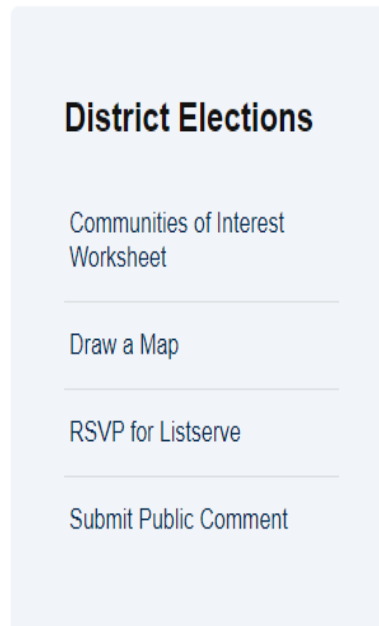 District Elections
Communities of Interest
Worksheet
Draw a Map
RSVP for Listserve
Submit Public Comment